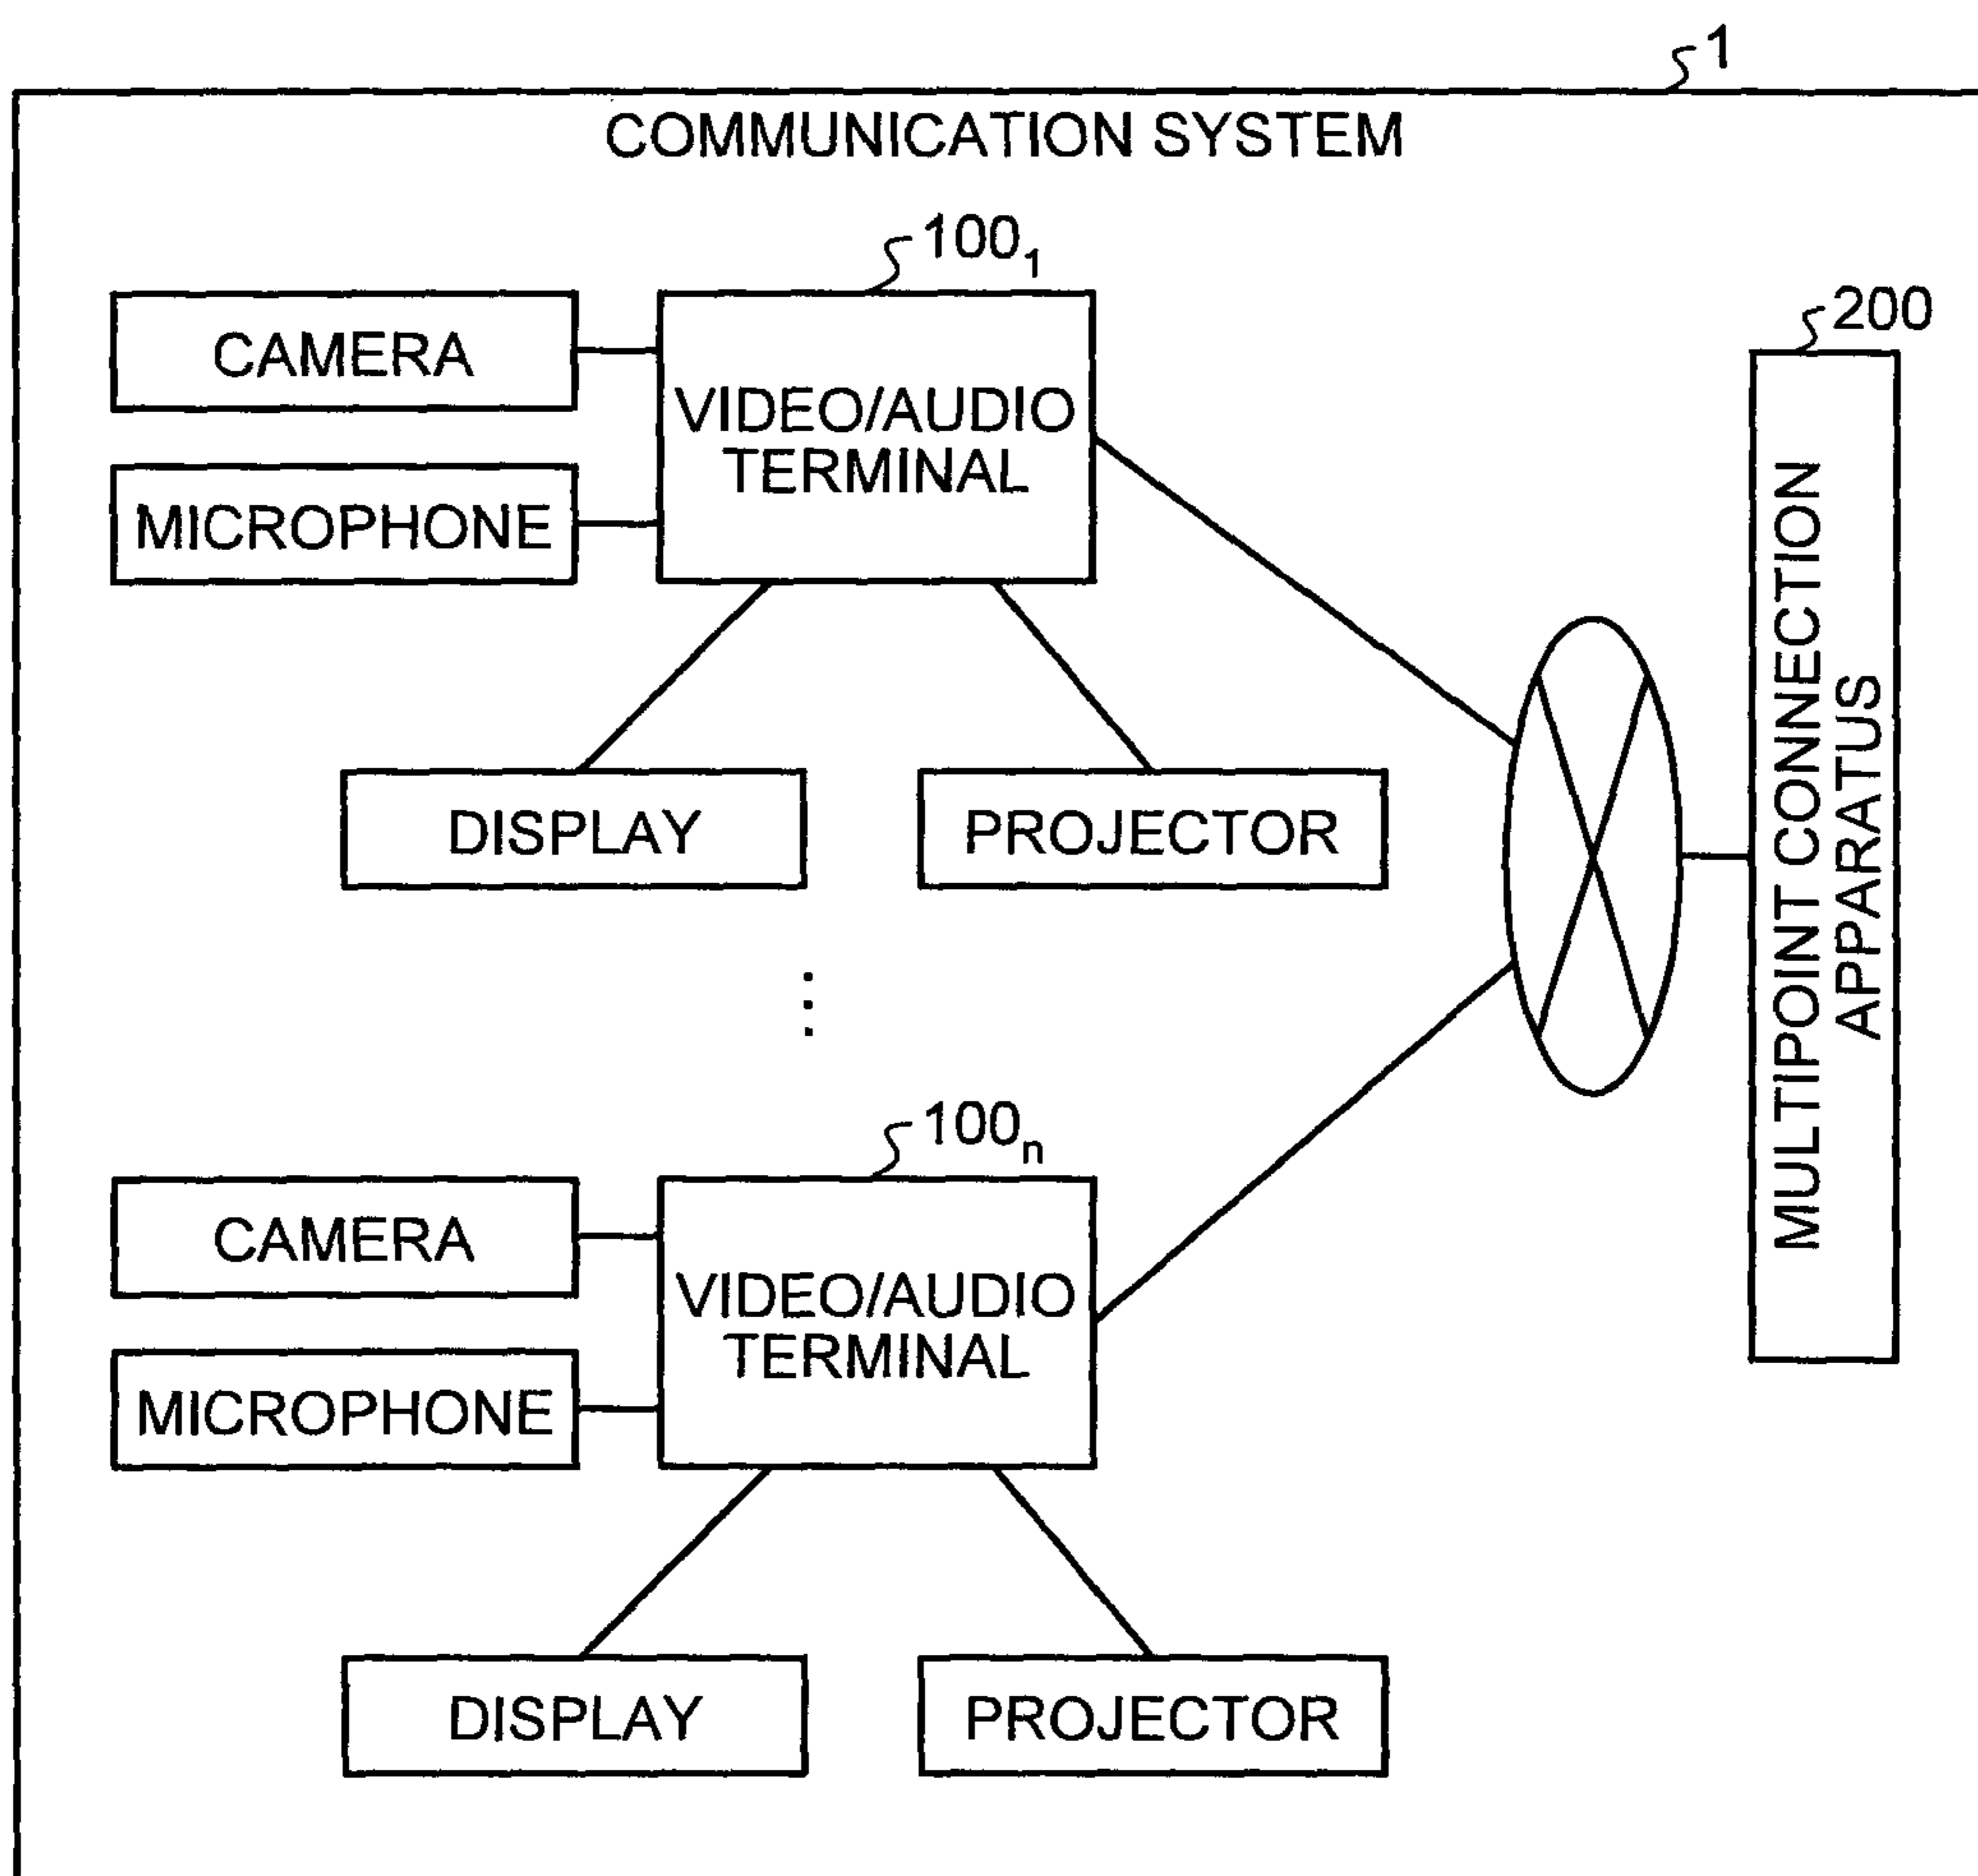 1
COMMUNICATION SYSTEM
100₁
CAMERA
VIDEO/AUDIO
TERMINAL
MICROPHONE
DISPLAY
PROJECTOR
200
MULTIPOINT CONNECTION
APPARATUS
100ₙ
CAMERA
VIDEO/AUDIO
TERMINAL
MICROPHONE
DISPLAY
PROJECTOR